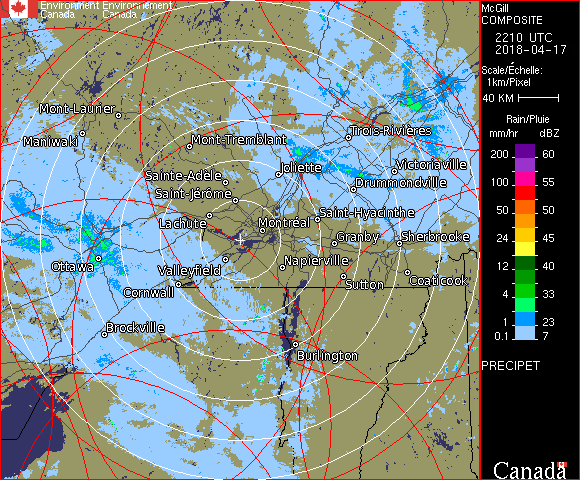 Environment Environnement
Canada Canada
McGill
COMPOSITE
2210 UTC
2018-04-17
Scale/Échelle:
1km/Pixel
40 KM
Rain/Pluie
mm/hr dBZ
200 60
100 55
50 50
24 45
12 40
4 33
1 23
0.1 7
PRECIPET
Canada
Mont-Laurier
Maniwaki
Mont-Tremblant
Trois-Rivières
Joliette
Victoriaville
Sainte-Adèle
Drummondville
Saint-Jérôme
Lachute
Saint-Hyacinthe
Montréal
Granby
Sherbrooke
Ottawa
Valleyfield
Napierville
Sutton
Coaticook
Cornwall
Brockville
Burlington